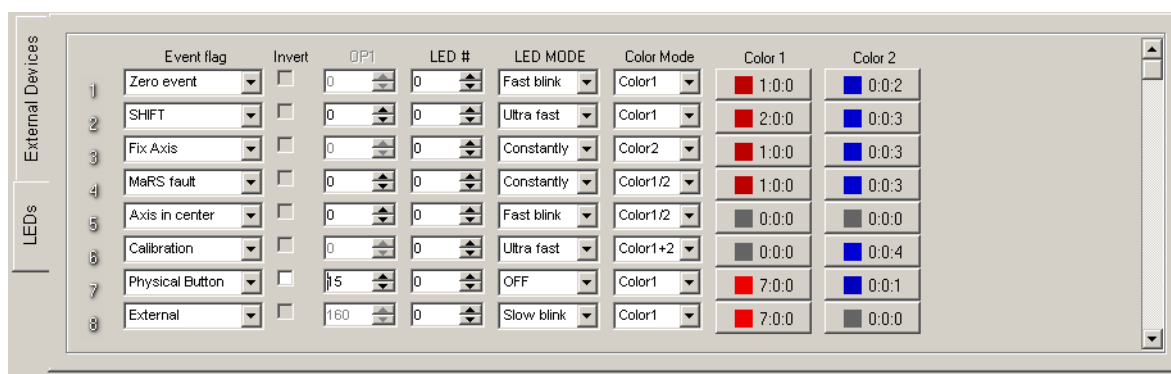 External Devices
LEDs
Event flag Invert OP1 LED # LED MODE Color Mode Color 1 Color 2
1 Zero event 0 0 Fast blink Color1 1:0:0 0:0:2
2 SHIFT 0 0 Ultra fast Color1 2:0:0 0:0:3
3 Fix Axis 0 0 Constantly Color2 1:0:0 0:0:3
4 MaRS fault 0 0 Constantly Color1/2 1:0:0 0:0:3
5 Axis in center 0 0 Fast blink Color1/2 0:0:0 0:0:0
6 Calibration 0 0 Ultra fast Color1+2 0:0:0 0:0:4
7 Physical Button 15 0 OFF Color1 7:0:0 0:0:1
8 External 160 0 Slow blink Color1 7:0:0 0:0:0